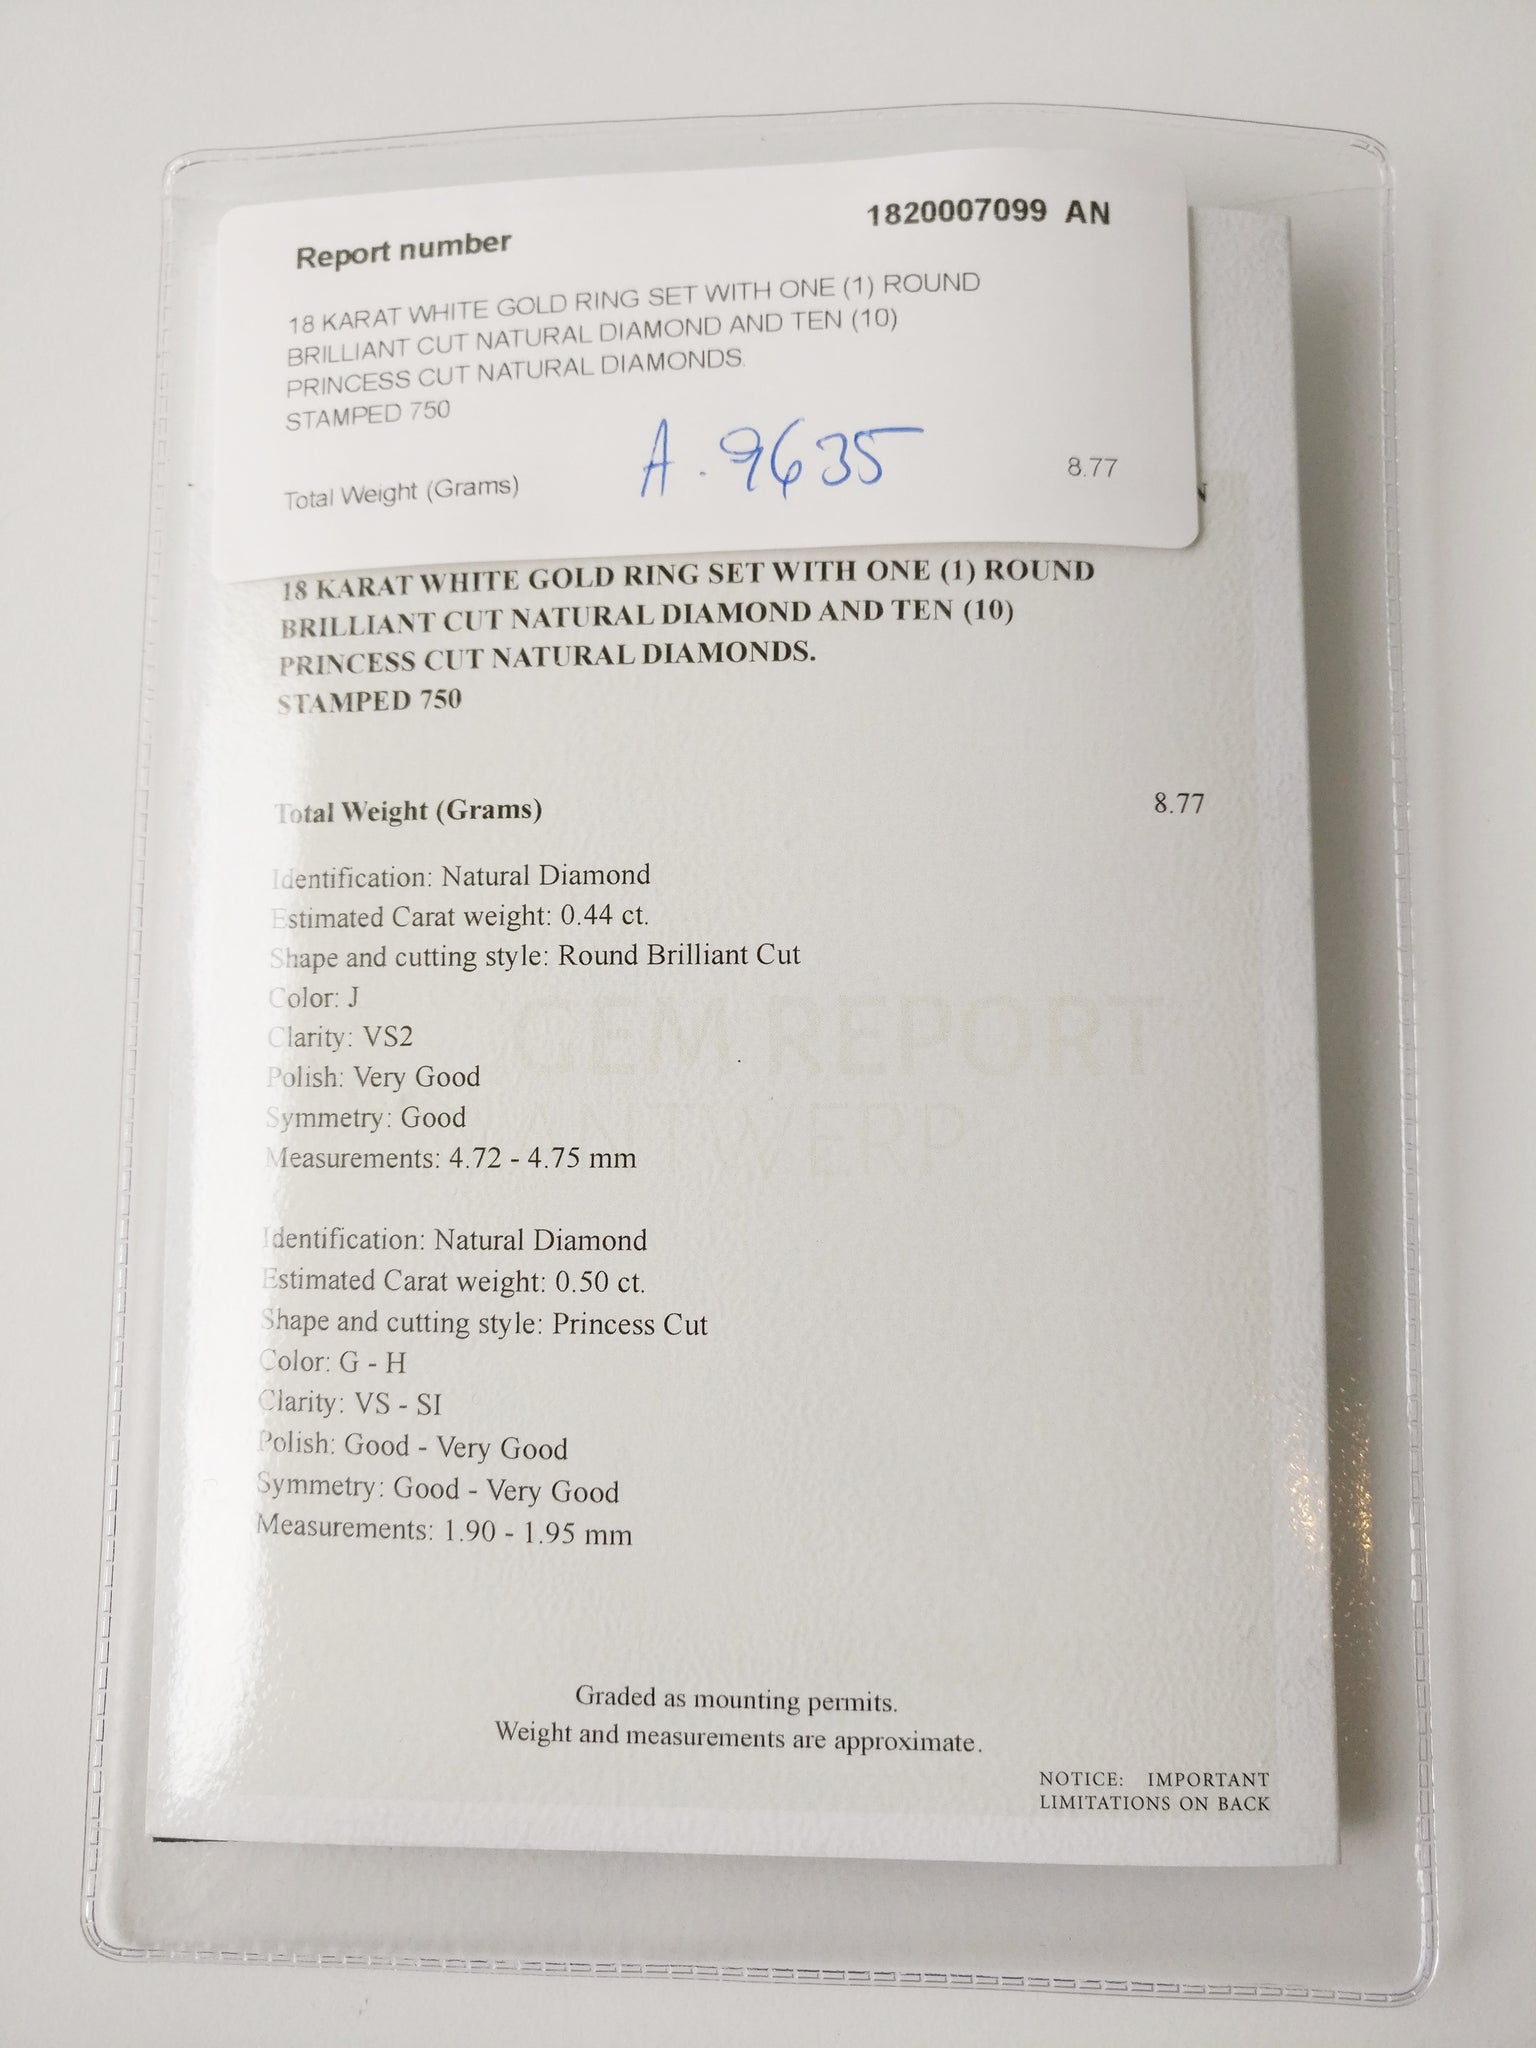 Report number 1820007099 AN
18 KARAT WHITE GOLD RING SET WITH ONE (1) ROUND
BRILLIANT CUT NATURAL DIAMOND AND TEN (10)
PRINCESS CUT NATURAL DIAMONDS.
STAMPED 750
A. 9635
Total Weight (Grams) 8.77
N
18 KARAT WHITE GOLD RING SET WITH ONE (1) ROUND
BRILLIANT CUT NATURAL DIAMOND AND TEN (10)
PRINCESS CUT NATURAL DIAMONDS.
STAMPED 750
Total Weight (Grams) 8.77
Identification: Natural Diamond
Estimated Carat weight: 0.44 ct.
Shape and cutting style: Round Brilliant Cut
Color: J
Clarity: VS2
Polish: Very Good
Symmetry: Good
Measurements: 4.72 - 4.75 mm
GEM REPORT
ANTWERP
Identification: Natural Diamond
Estimated Carat weight: 0.50 ct.
Shape and cutting style: Princess Cut
Color: G - H
Clarity: VS - SI
Polish: Good - Very Good
Symmetry: Good - Very Good
Measurements: 1.90 - 1.95 mm
Graded as mounting permits.
Weight and measurements are approximate.
NOTICE: IMPORTANT
LIMITATIONS ON BACK